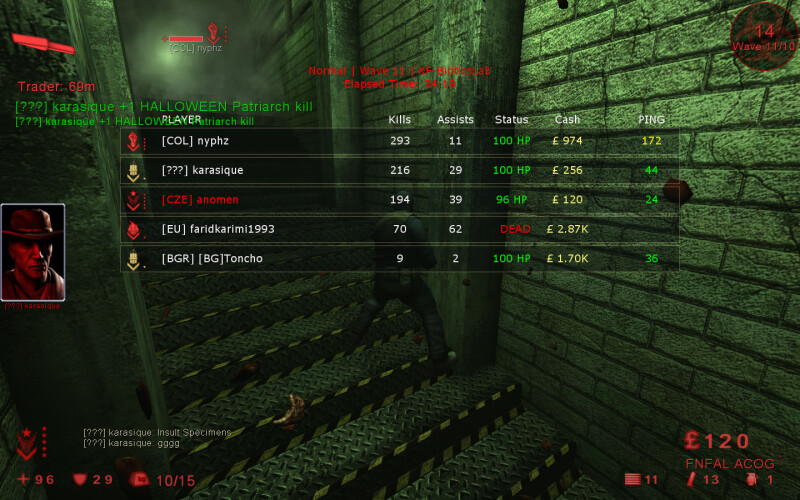 14
Wave 11/10
[COL] nyphz
Trader: 69m
Normal | Wave 11 |
Elapsed Time:
[???] karasique +1 HALLOWEEN Patriarch kill
[???] karasique +1 HALLOWEEN Patriarch kill
PLAYER Kills Assists Status Cash PING
[COL] nyphz 293 11 100 HP £ 974 172
[???] karasique 216 29 100 HP £ 256 44
[CZE] anomen 194 39 96 HP £ 120 24
[EU] faridkarimi1993 70 62 DEAD £ 2.87K
[BGR] [BG]Toncho 9 2 100 HP £ 1.70K 36
[???] karasique
[???] karasique: Insult Specimens
[???] karasique: gggg
£120
FNFAL ACOG
96 29 10/15 11 13 1